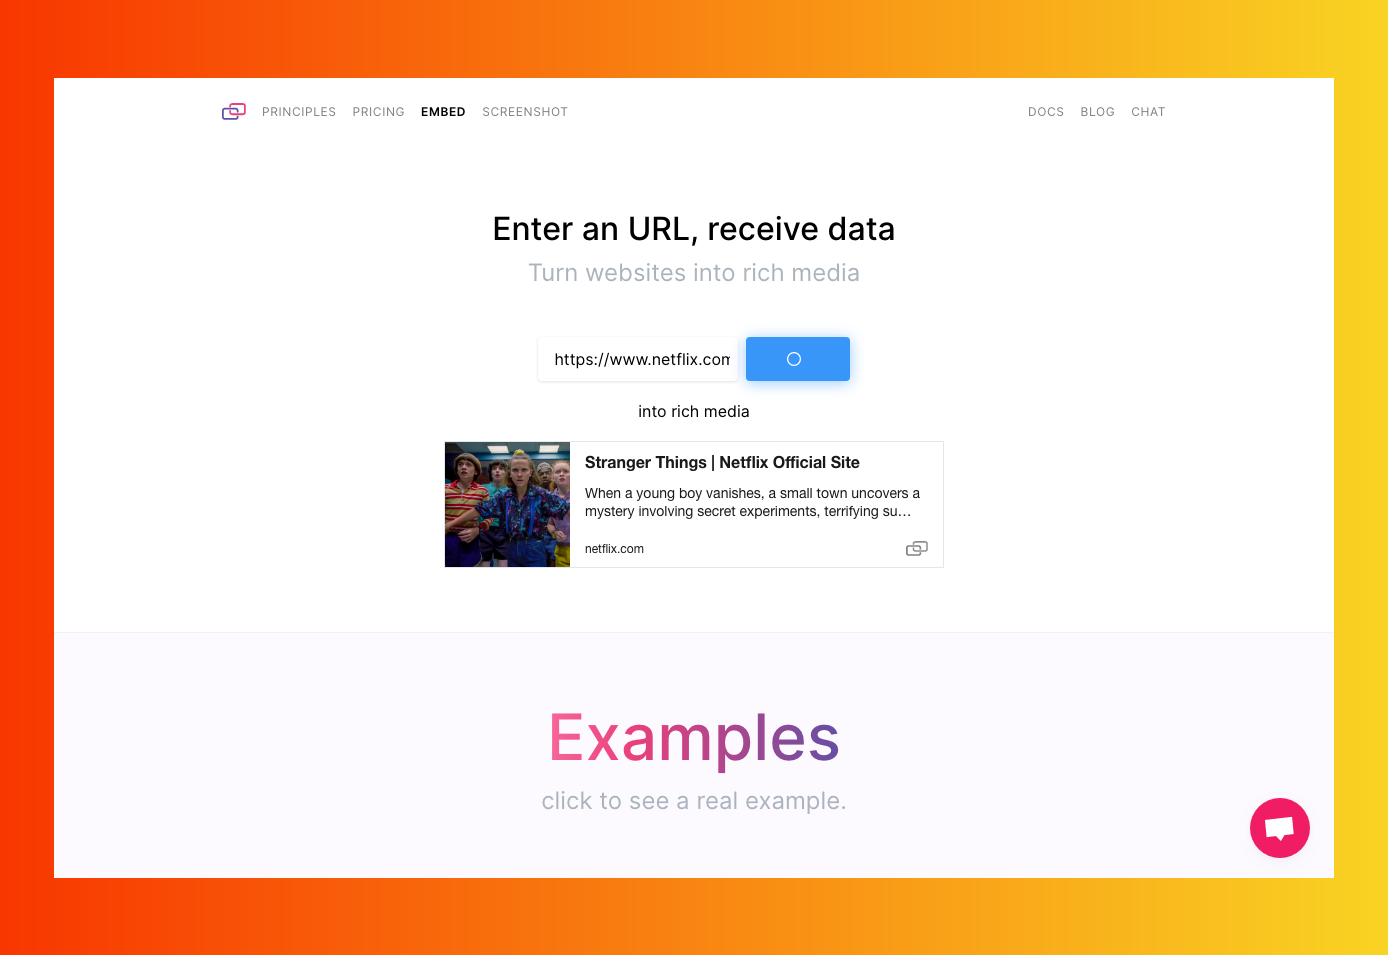 PRINCIPLES PRICING EMBED SCREENSHOT DOCS BLOG CHAT
Enter an URL, receive data
Turn websites into rich media
https://www.netflix.com
into rich media
Stranger Things | Netflix Official Site
When a young boy vanishes, a small town uncovers a
mystery involving secret experiments, terrifying su...
netflix.com
Examples
click to see a real example.